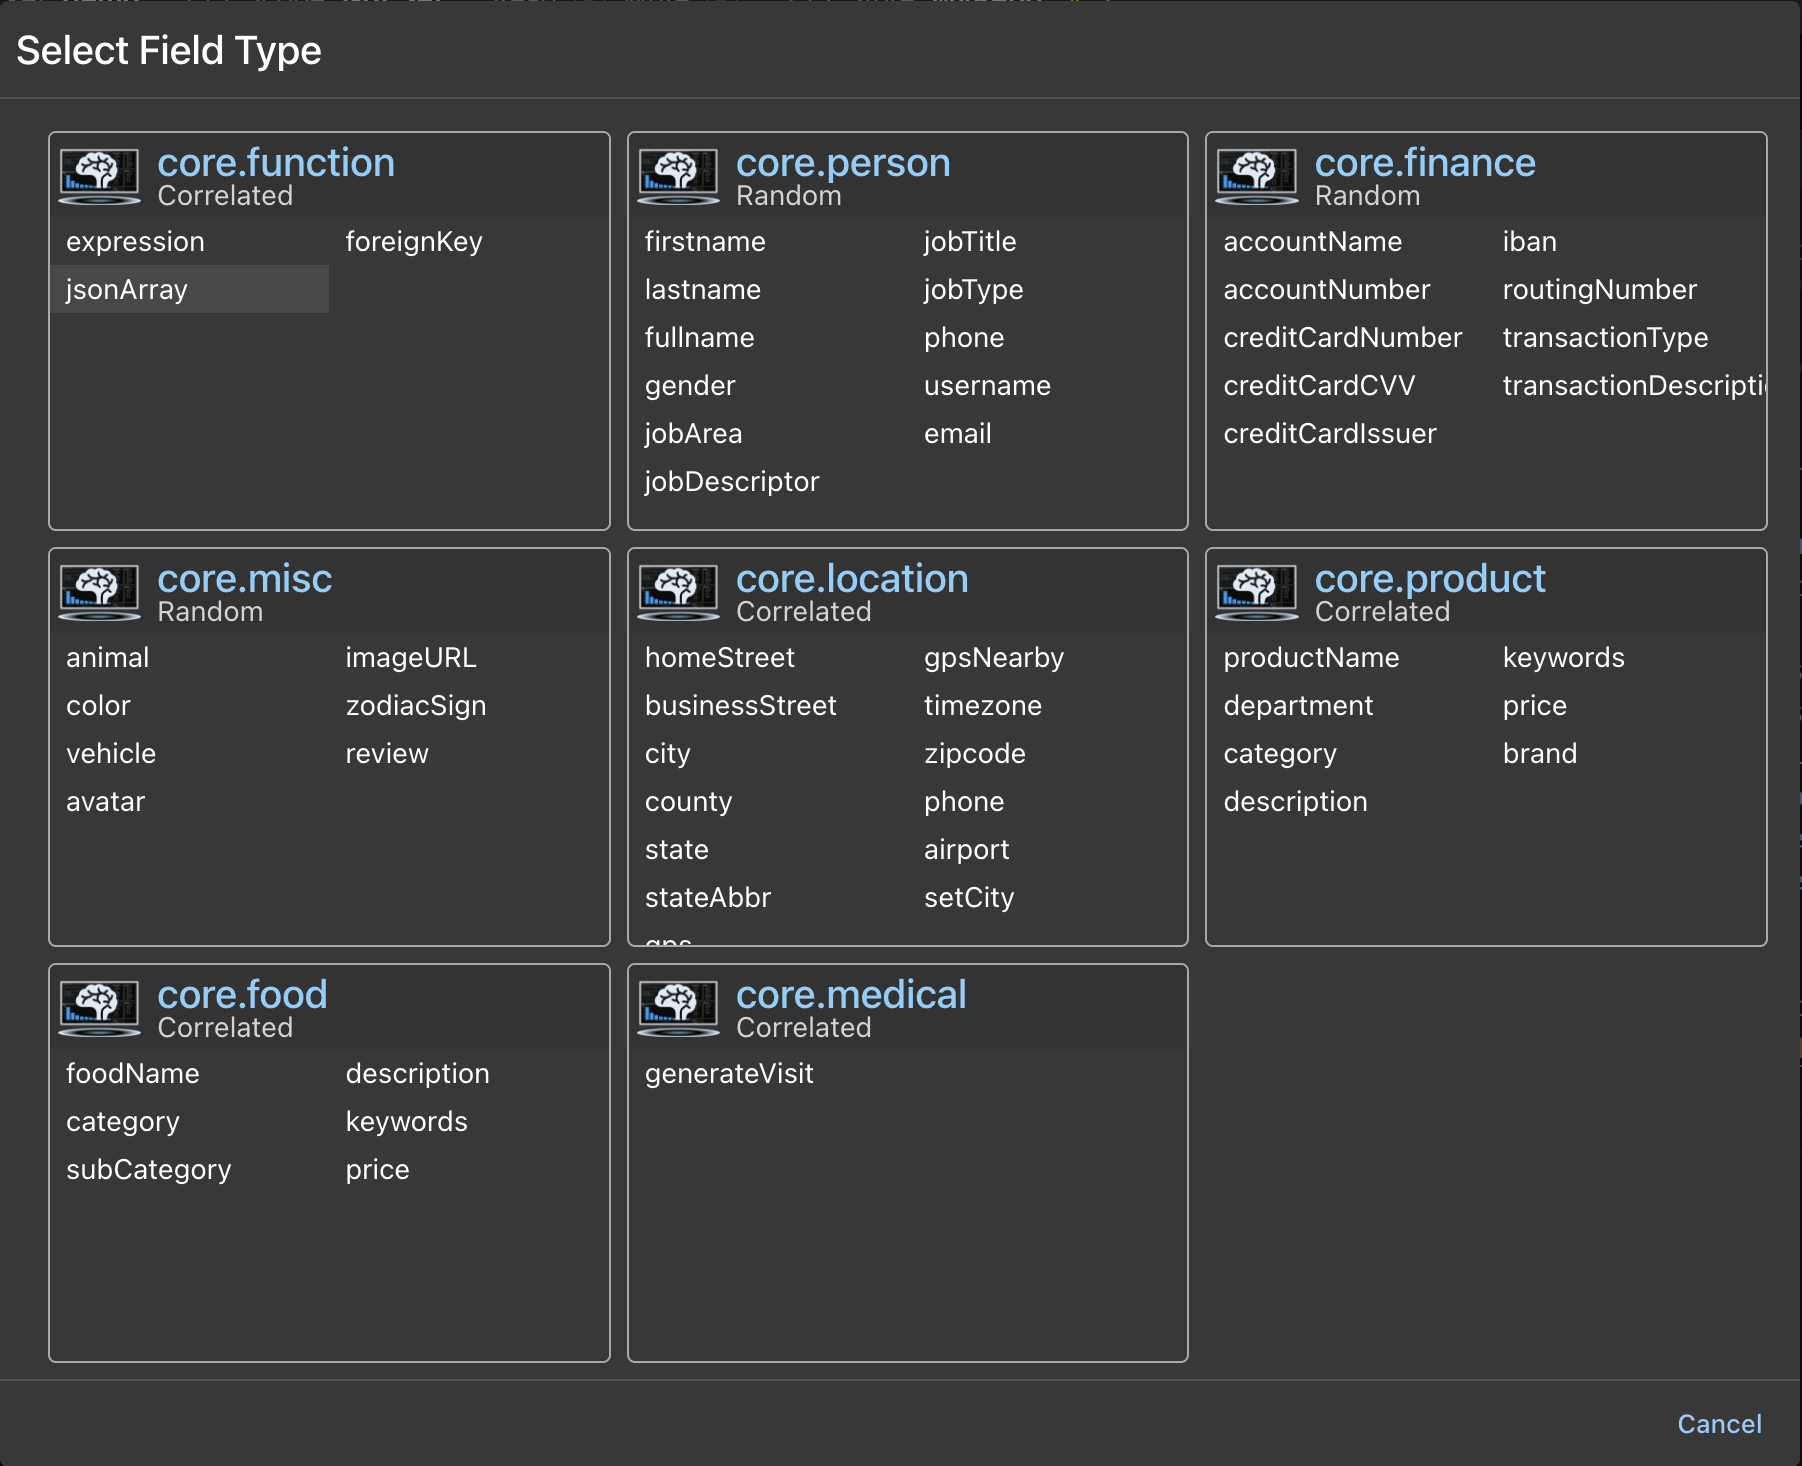 Select Field Type
core.function
Correlated
expression
foreignKey
jsonArray
core.person
Random
firstname
jobTitle
lastname
jobType
fullname
phone
gender
username
jobArea
email
jobDescriptor
core.finance
Random
accountName
iban
accountNumber
routingNumber
creditCardNumber
transactionType
creditCardCVV
transactionDescripti
creditCardIssuer
core.misc
Random
animal
imageURL
color
zodiacSign
vehicle
review
avatar
core.location
Correlated
homeStreet
gpsNearby
businessStreet
timezone
city
zipcode
county
phone
state
airport
stateAbbr
setCity
gps
core.product
Correlated
productName
keywords
department
price
category
brand
description
core.food
Correlated
foodName
description
category
keywords
subCategory
price
core.medical
Correlated
generateVisit
Cancel